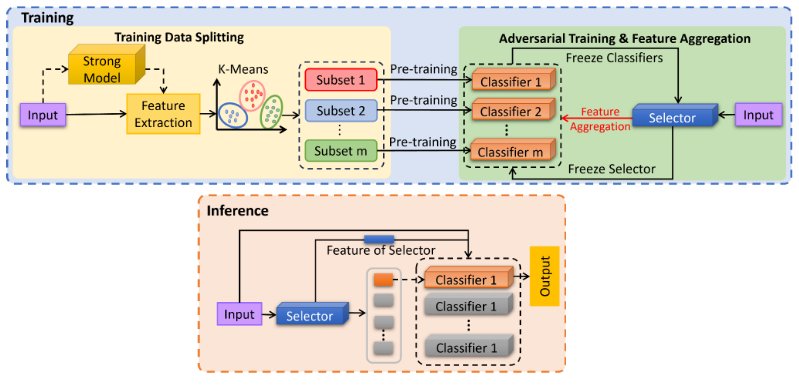 Training
Training Data Splitting
Strong
Model
Input
Feature
Extraction
K-Means
Subset 1
Subset 2
Subset m
Pre-training
Pre-training
Pre-training
Adversarial Training & Feature Aggregation
Classifier 1
Classifier 2
Classifier m
Freeze Classifiers
Feature
Aggregation
Selector
Input
Freeze Selector
Inference
Feature of Selector
Input
Selector
Classifier 1
Classifier 1
Classifier 1
Output